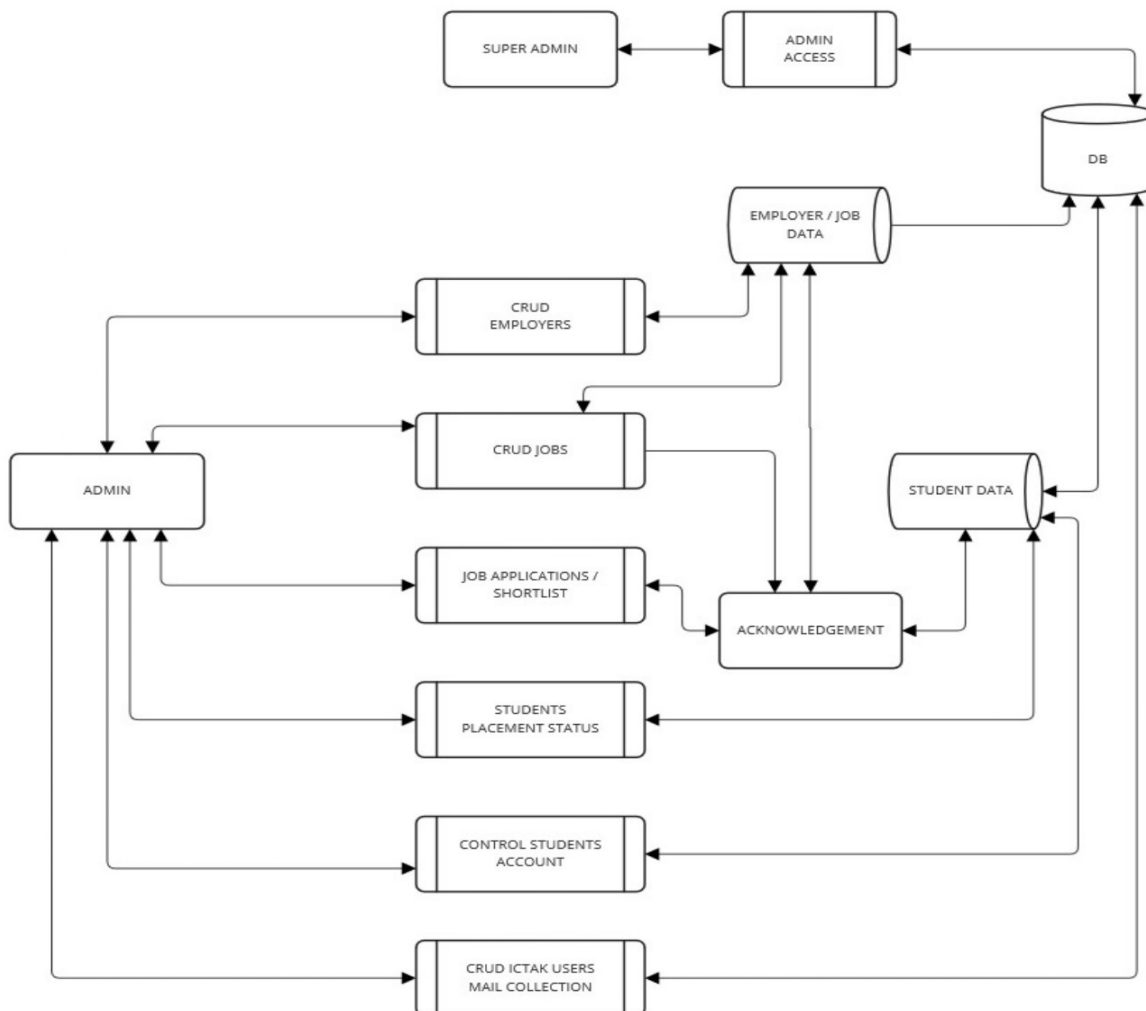 SUPER ADMIN
ADMIN
ACCESS
DB
EMPLOYER / JOB
DATA
CRUD
EMPLOYERS
CRUD JOBS
ADMIN
STUDENT DATA
JOB APPLICATIONS /
SHORTLIST
ACKNOWLEDGEMENT
STUDENTS
PLACEMENT STATUS
CONTROL STUDENTS
ACCOUNT
CRUD ICTAK USERS
MAIL COLLECTION